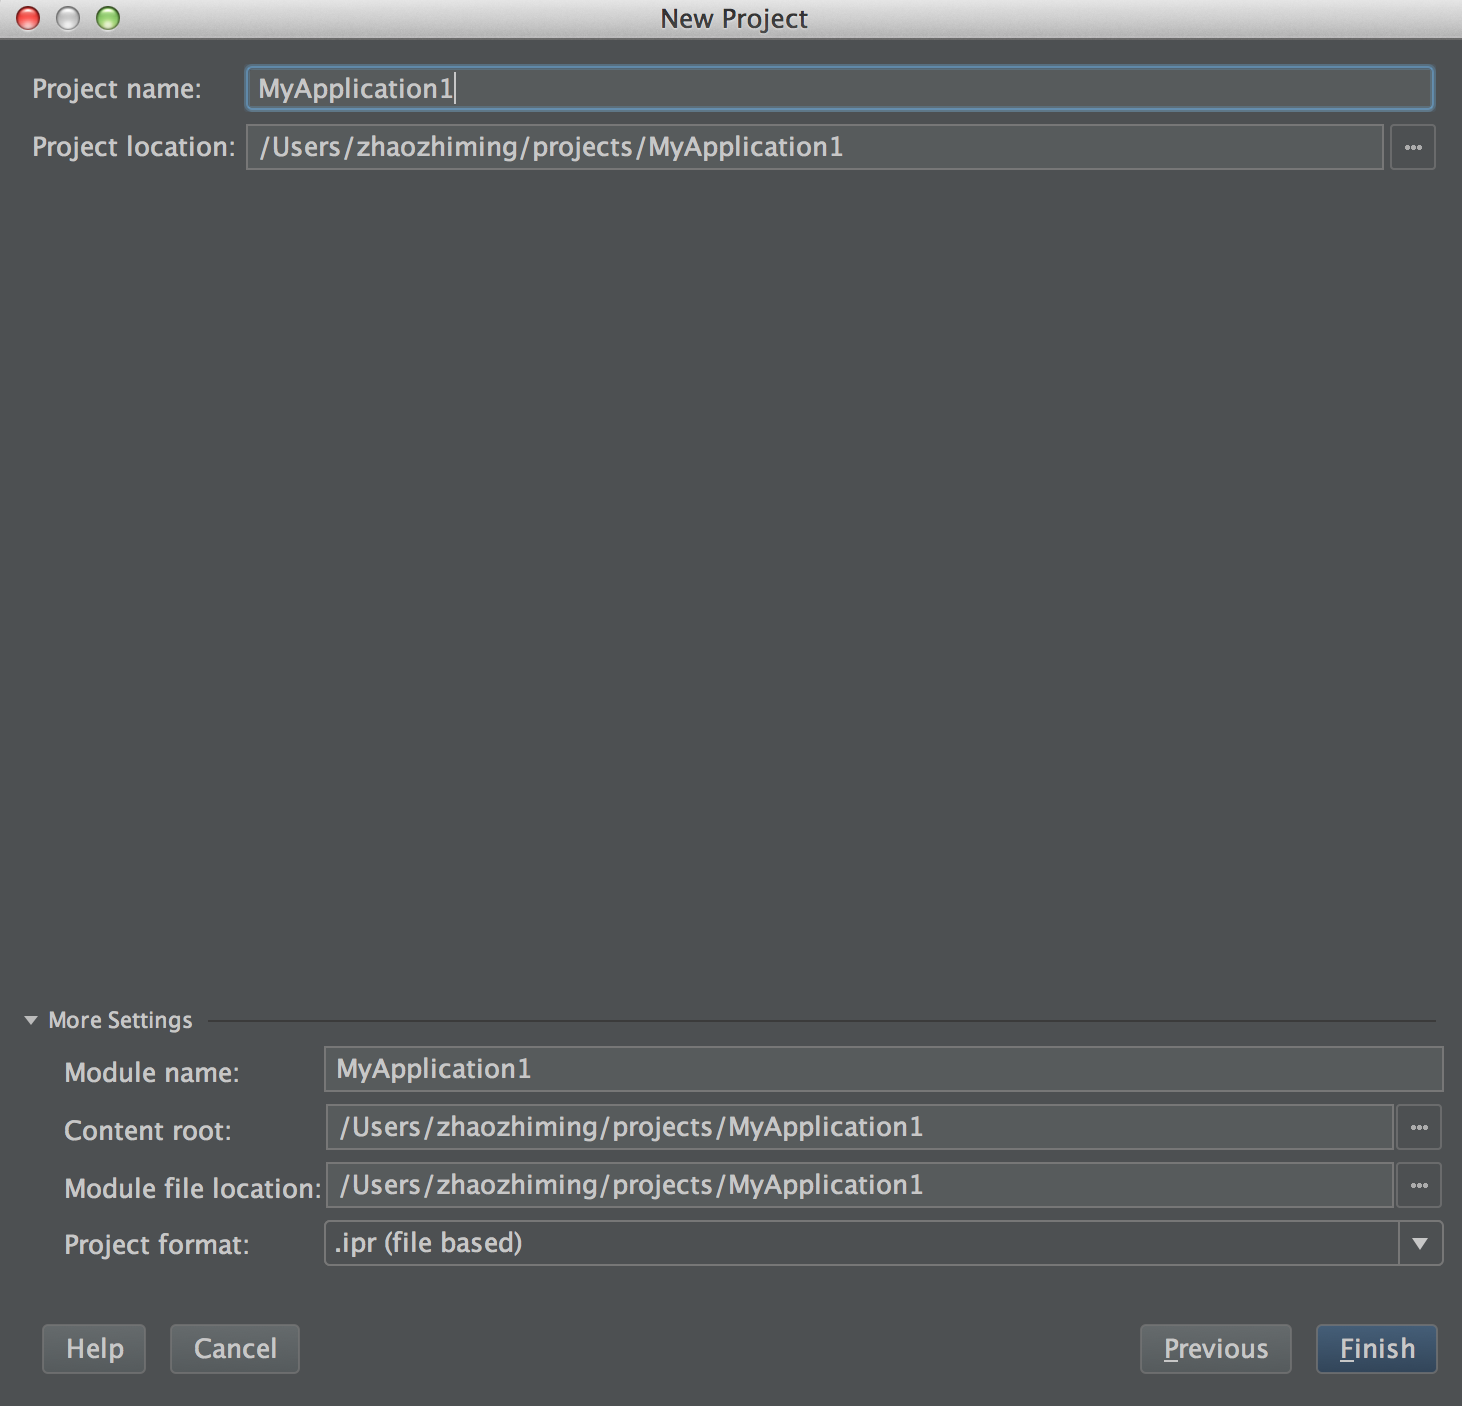 New Project
Project name: MyApplication1
Project location: /Users/zhaozhiming/projects/MyApplication1 ...
More Settings
Module name: MyApplication1
Content root: /Users/zhaozhiming/projects/MyApplication1 ...
Module file location: /Users/zhaozhiming/projects/MyApplication1 ...
Project format: .ipr (file based)
Help Cancel Previous Finish